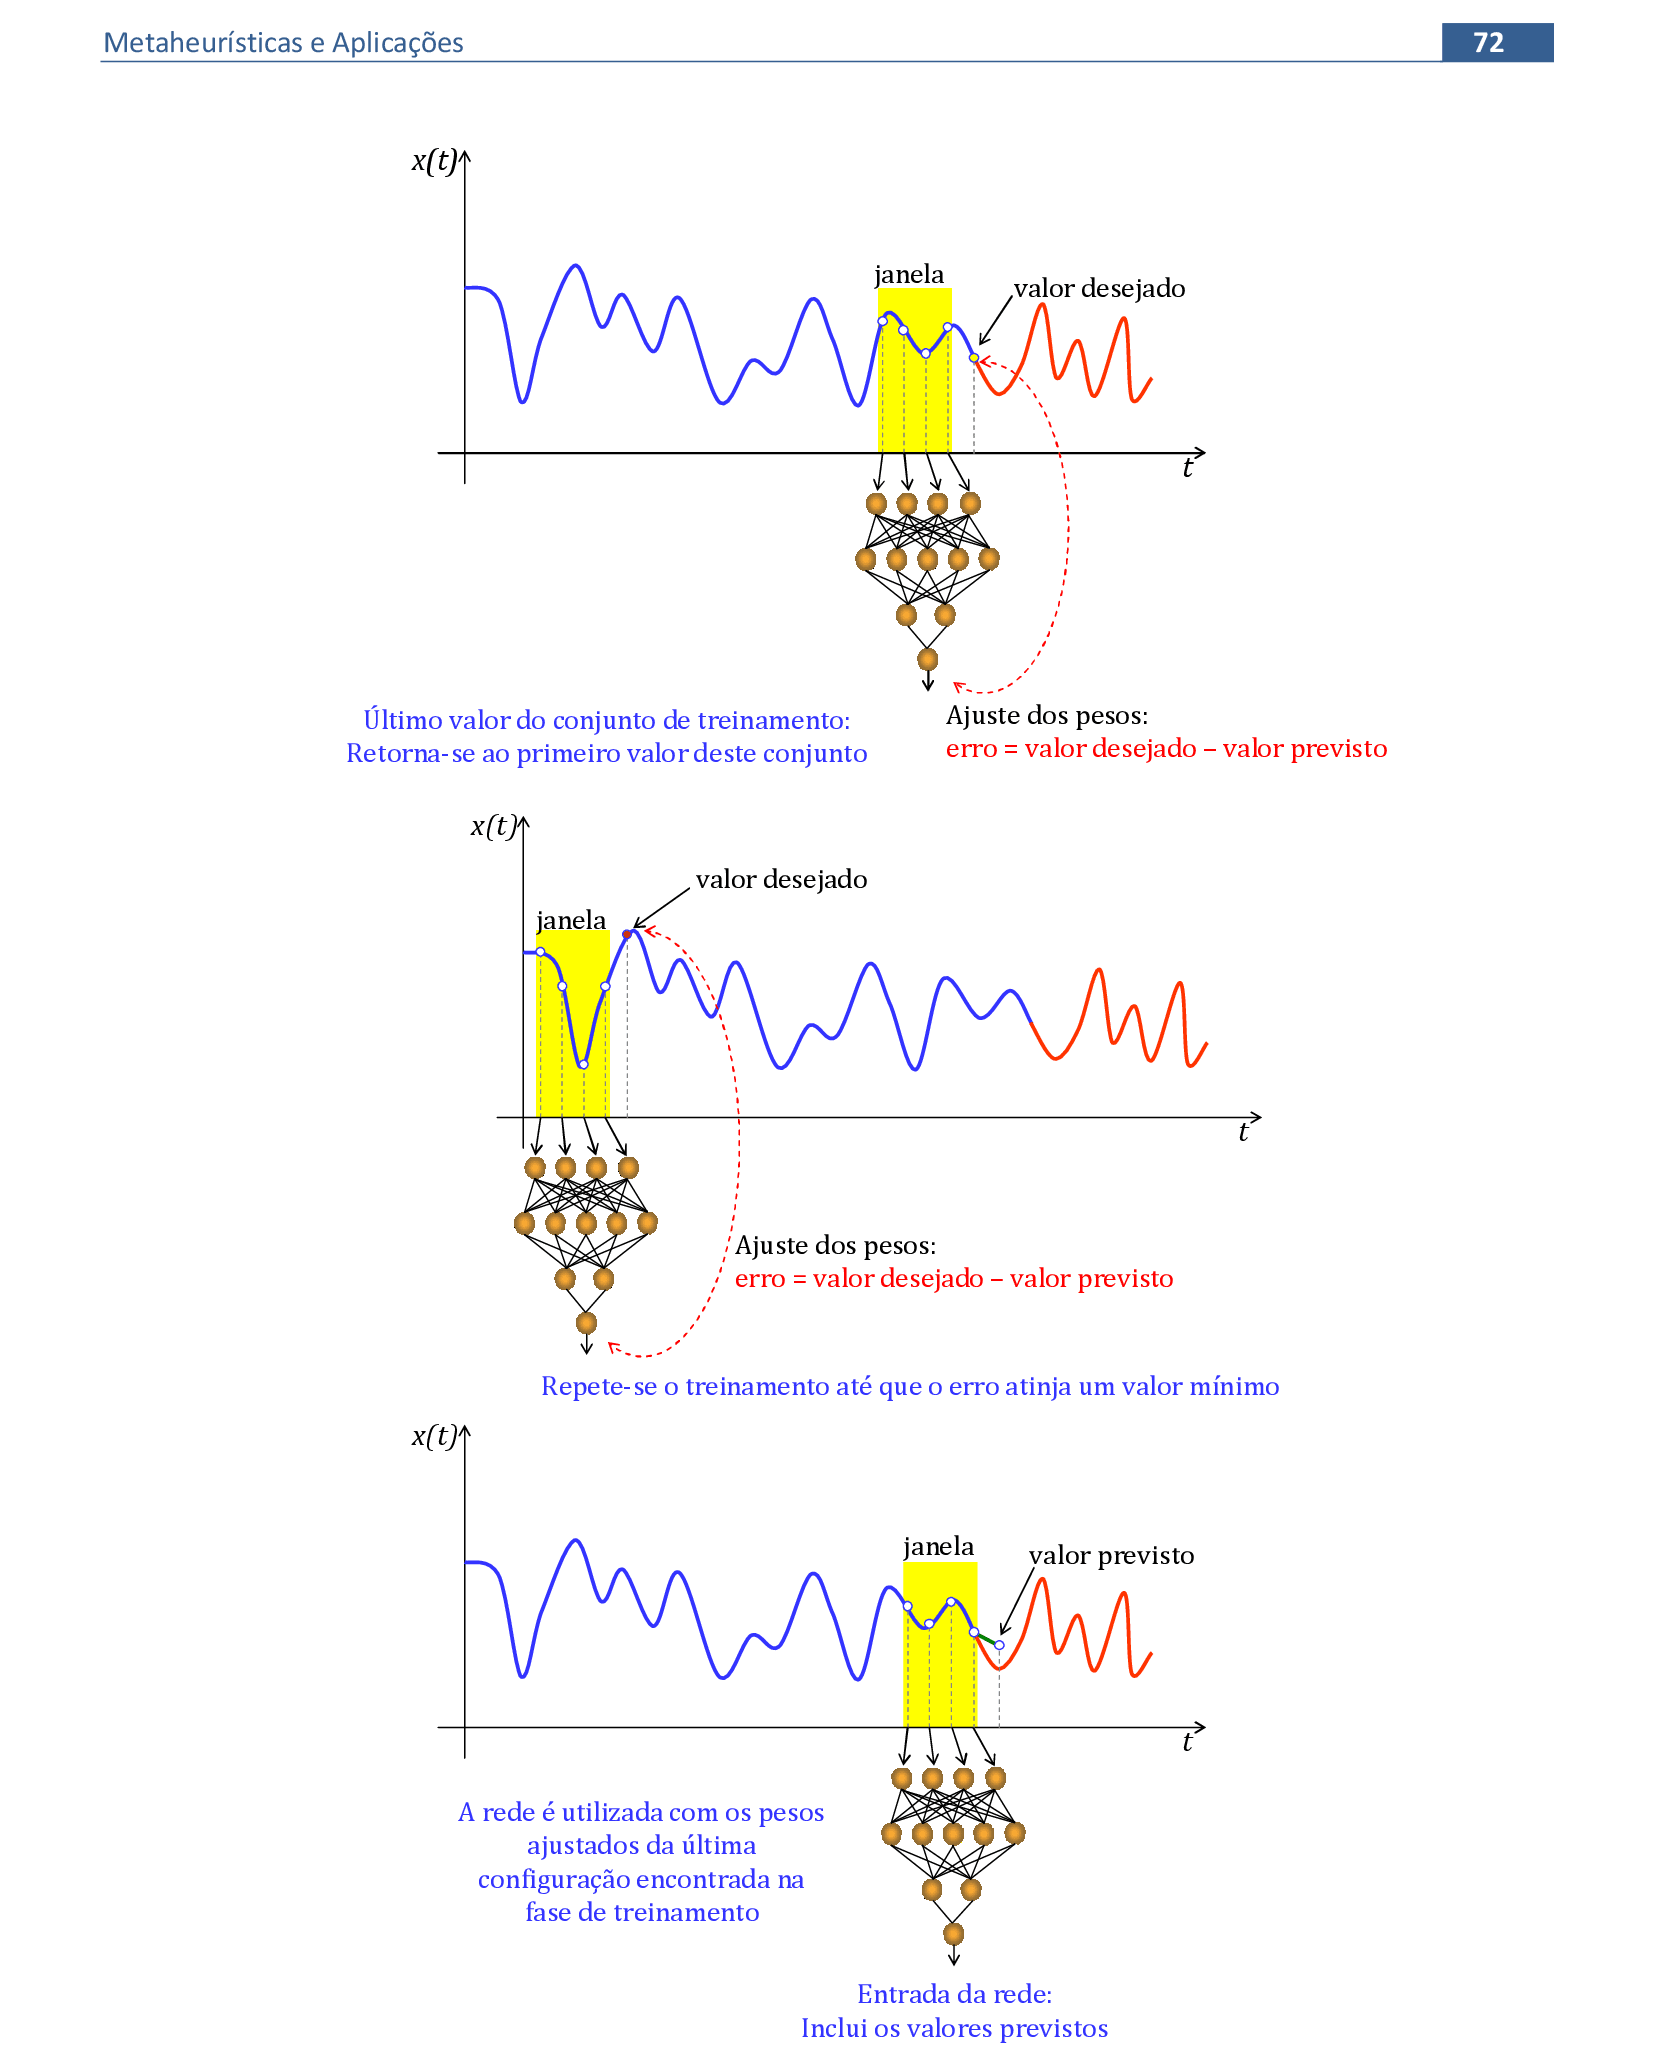 Metaheurísticas e Aplicações
72
x(t)
janela
valor desejado
t
Último valor do conjunto de treinamento:
Retorna-se ao primeiro valor deste conjunto
Ajuste dos pesos:
erro = valor desejado – valor previsto
x(t)
valor desejado
janela
t
Ajuste dos pesos:
erro = valor desejado – valor previsto
Repete-se o treinamento até que o erro atinja um valor mínimo
x(t)
janela
valor previsto
t
A rede é utilizada com os pesos
ajustados da última
configuração encontrada na
fase de treinamento
Entrada da rede:
Inclui os valores previstos